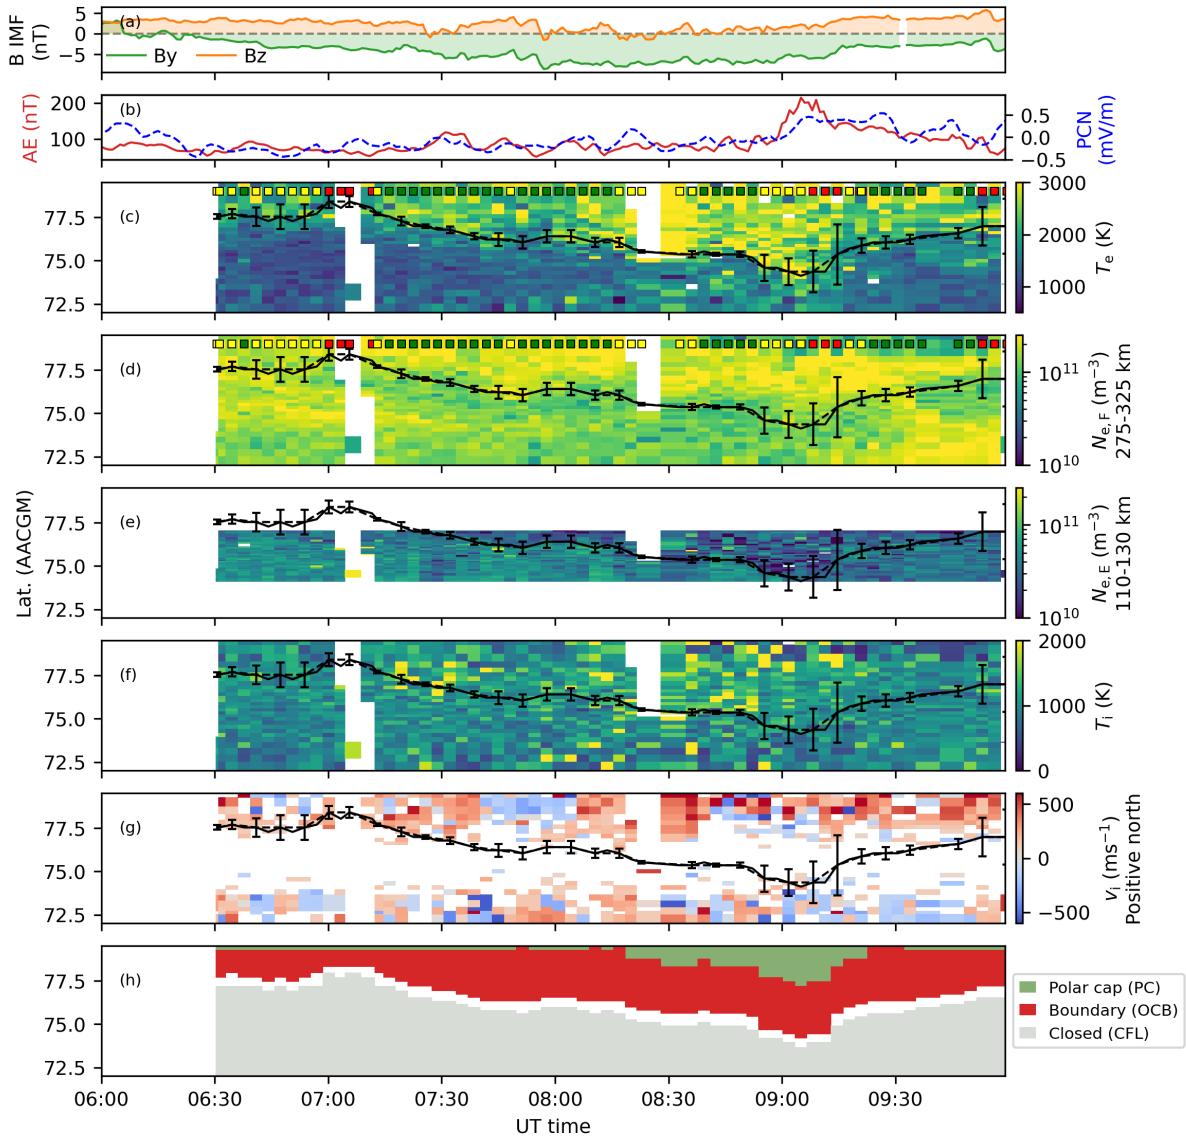 B IMF
(nT)
5
0
−5
(a)
By
Bz
AE (nT)
200
100
(b)
0.5
0.0
−0.5
PCN
(mV/m)
77.5
75.0
72.5
(c)
3000
2000
1000
Te (K)
77.5
75.0
72.5
(d)
10^11
10^10
Ne,F (m−3)
275-325 km
Lat. (AACGM)
77.5
75.0
72.5
(e)
10^11
10^10
Ne,E (m−3)
110-130 km
77.5
75.0
72.5
(f)
2000
1000
0
Ti (K)
77.5
75.0
72.5
(g)
500
0
−500
vi (ms−1)
Positive north
77.5
75.0
72.5
(h)
Polar cap (PC)
Boundary (OCB)
Closed (CFL)
06:00 06:30 07:00 07:30 08:00 08:30 09:00 09:30
UT time